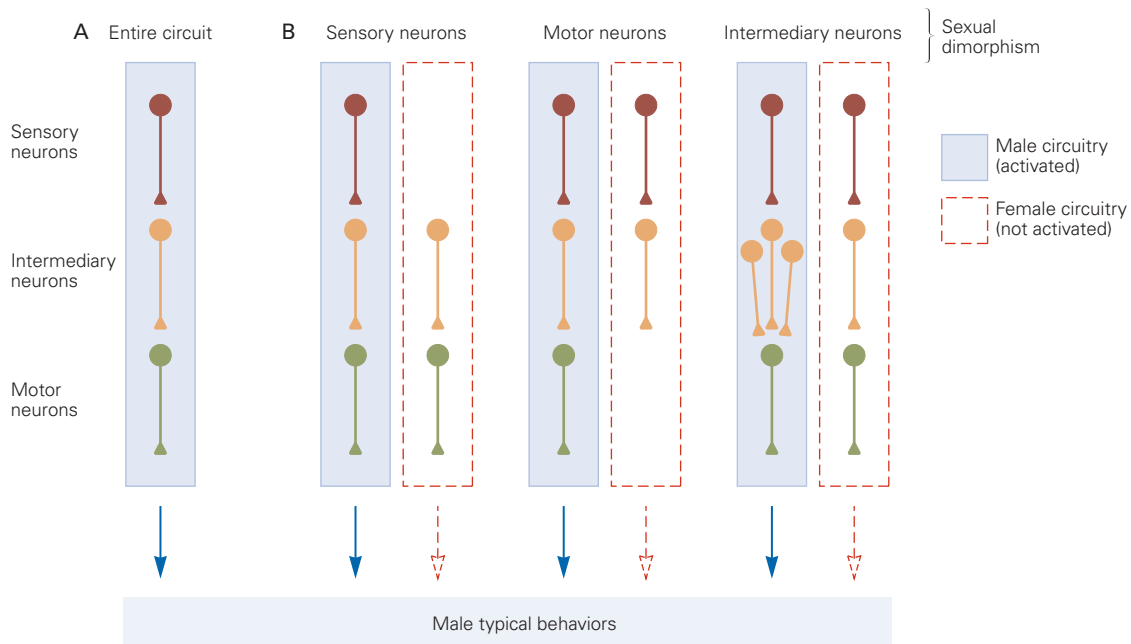 A Entire circuit
B Sensory neurons
Motor neurons
Intermediary neurons
Sexual
dimorphism
Sensory
neurons
Intermediary
neurons
Motor
neurons
Male circuitry
(activated)
Female circuitry
(not activated)
Male typical behaviors